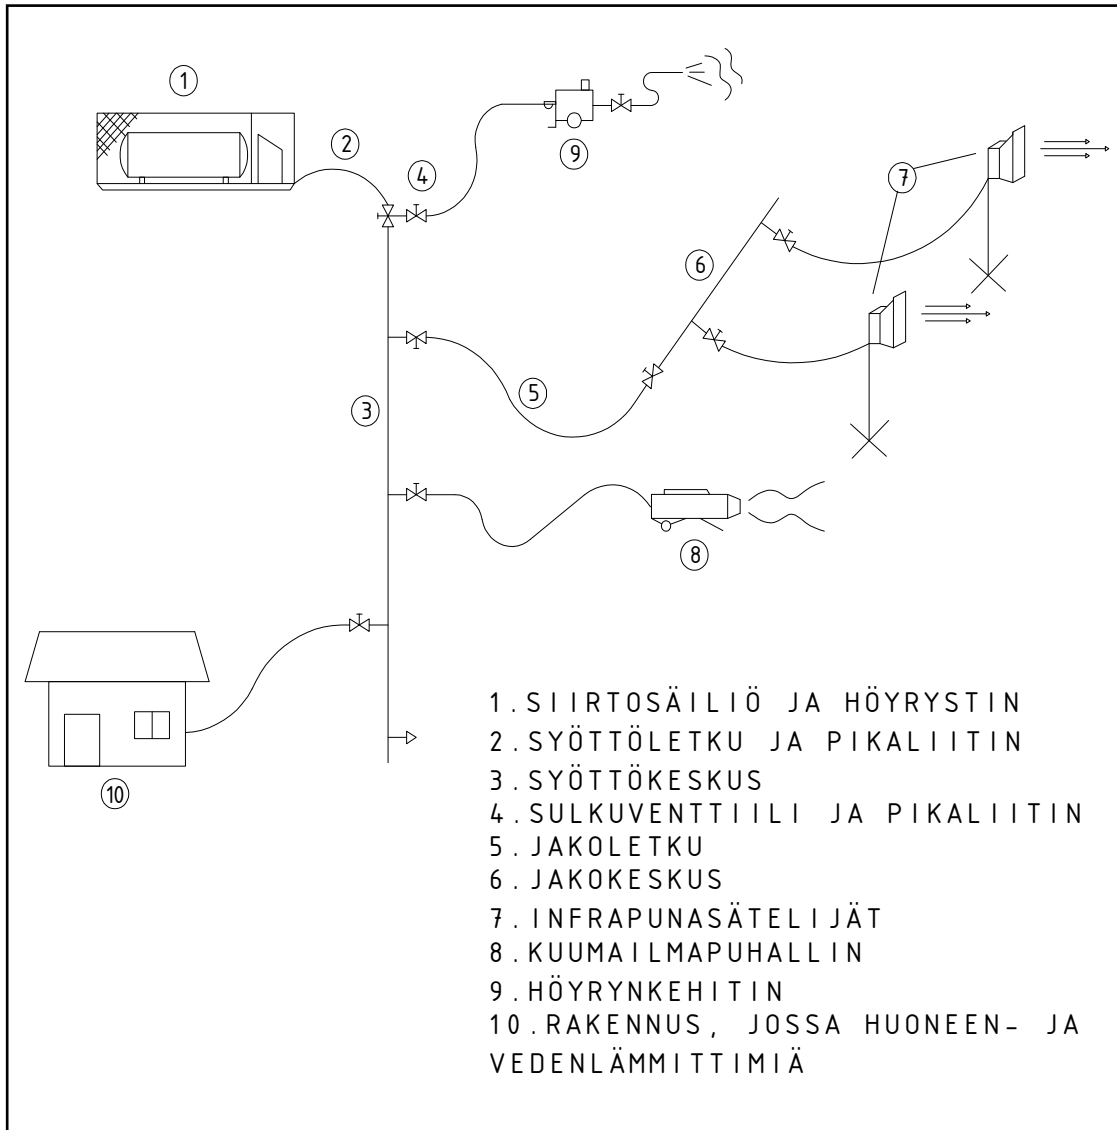 1
2
4
9
7
6
5
3
8
10
1. SIIRTOSÄILIÖ JA HÖYRYSTIN
2. SYÖTTÖLETKU JA PIKALIITIN
3. SYÖTTÖKESKUS
4. SULKUVENTTIILI JA PIKALIITIN
5. JAKOLETKU
6. JAKOKESKUS
7. INFRAPUNASÄTELIJÄT
8. KUUMAILMAPUHALLIN
9. HÖYRYNKEHITIN
10. RAKENNUS, JOSSA HUONEEN- JA
VEDENLÄMMITTIMIÄ